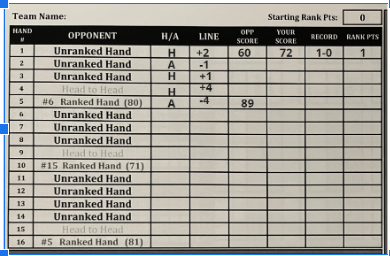 Team Name: Starting Rank Pts: 0
HAND # OPPONENT H/A LINE OPP SCORE YOUR SCORE RECORD RANK PTS
1 Unranked Hand H +2 60 72 1-0 1
2 Unranked Hand A -1
3 Unranked Hand H +1
4 Head to Head H +4
5 #6 Ranked Hand (80) A -4 89
6 Unranked Hand
7 Unranked Hand
8 Unranked Hand
9 Head to Head
10 #15 Ranked Hand (71)
11 Unranked Hand
12 Unranked Hand
13 Unranked Hand
14 Unranked Hand
15 Head to Head
16 #5 Ranked Hand (81)